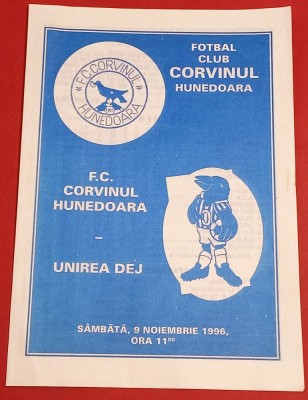 « F.C. CORVINUL »
HUNEDOARA
FOTBAL
CLUB
CORVINUL
HUNEDOARA
F.C.
CORVINUL
HUNEDOARA
–
UNIREA DEJ
SÂMBĂTĂ, 9 NOIEMBRIE 1996,
ORA 11⁰⁰